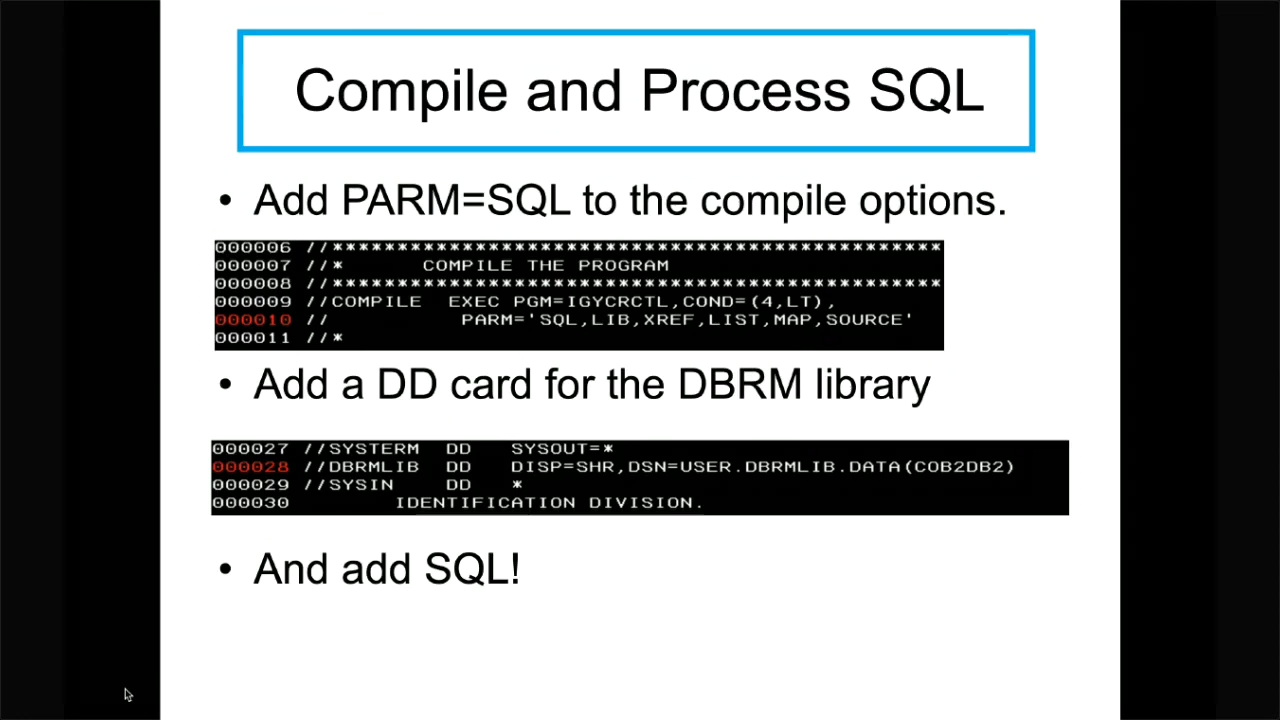 Compile and Process SQL
• Add PARM=SQL to the compile options.
000006 //***********************************************
000007 //*      COMPILE THE PROGRAM
000008 //***********************************************
000009 //COMPILE  EXEC PGM=IGYCRCTL,COND=(4,LT),
000010 //          PARM='SQL,LIB,XREF,LIST,MAP,SOURCE'
000011 //*
• Add a DD card for the DBRM library
000027 //SYSTERM  DD   SYSOUT=*
000028 //DBRMLIB  DD   DISP=SHR,DSN=USER.DBRMLIB.DATA(COB2DB2)
000029 //SYSIN    DD   *
000030        IDENTIFICATION DIVISION.
• And add SQL!